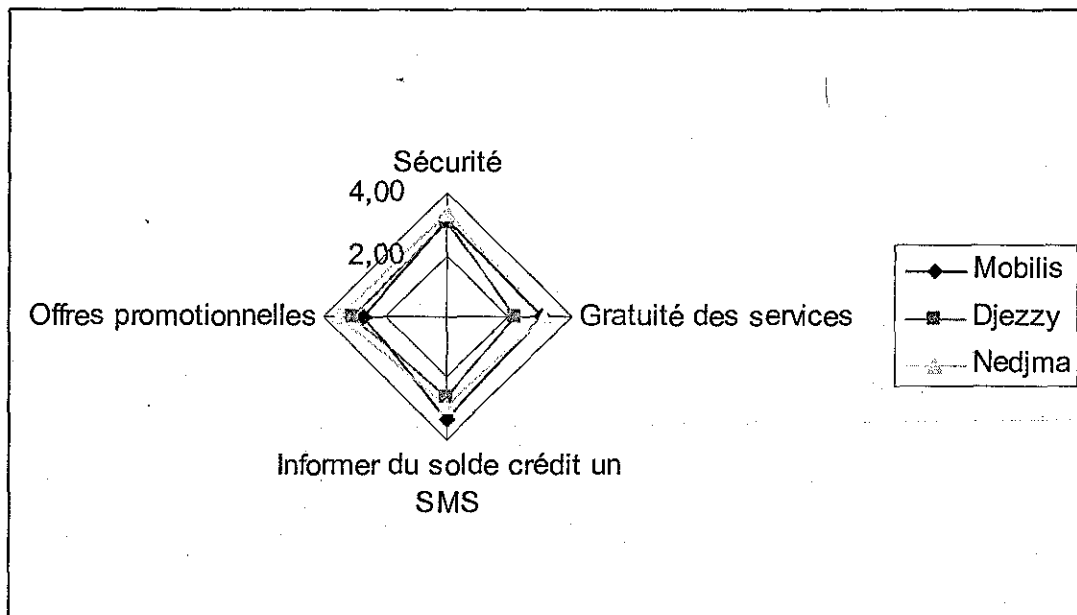 Sécurité
4,00
2,00
Offres promotionnelles
Gratuité des services
Informer du solde crédit un
SMS
Mobilis
Djezzy
Nedjma